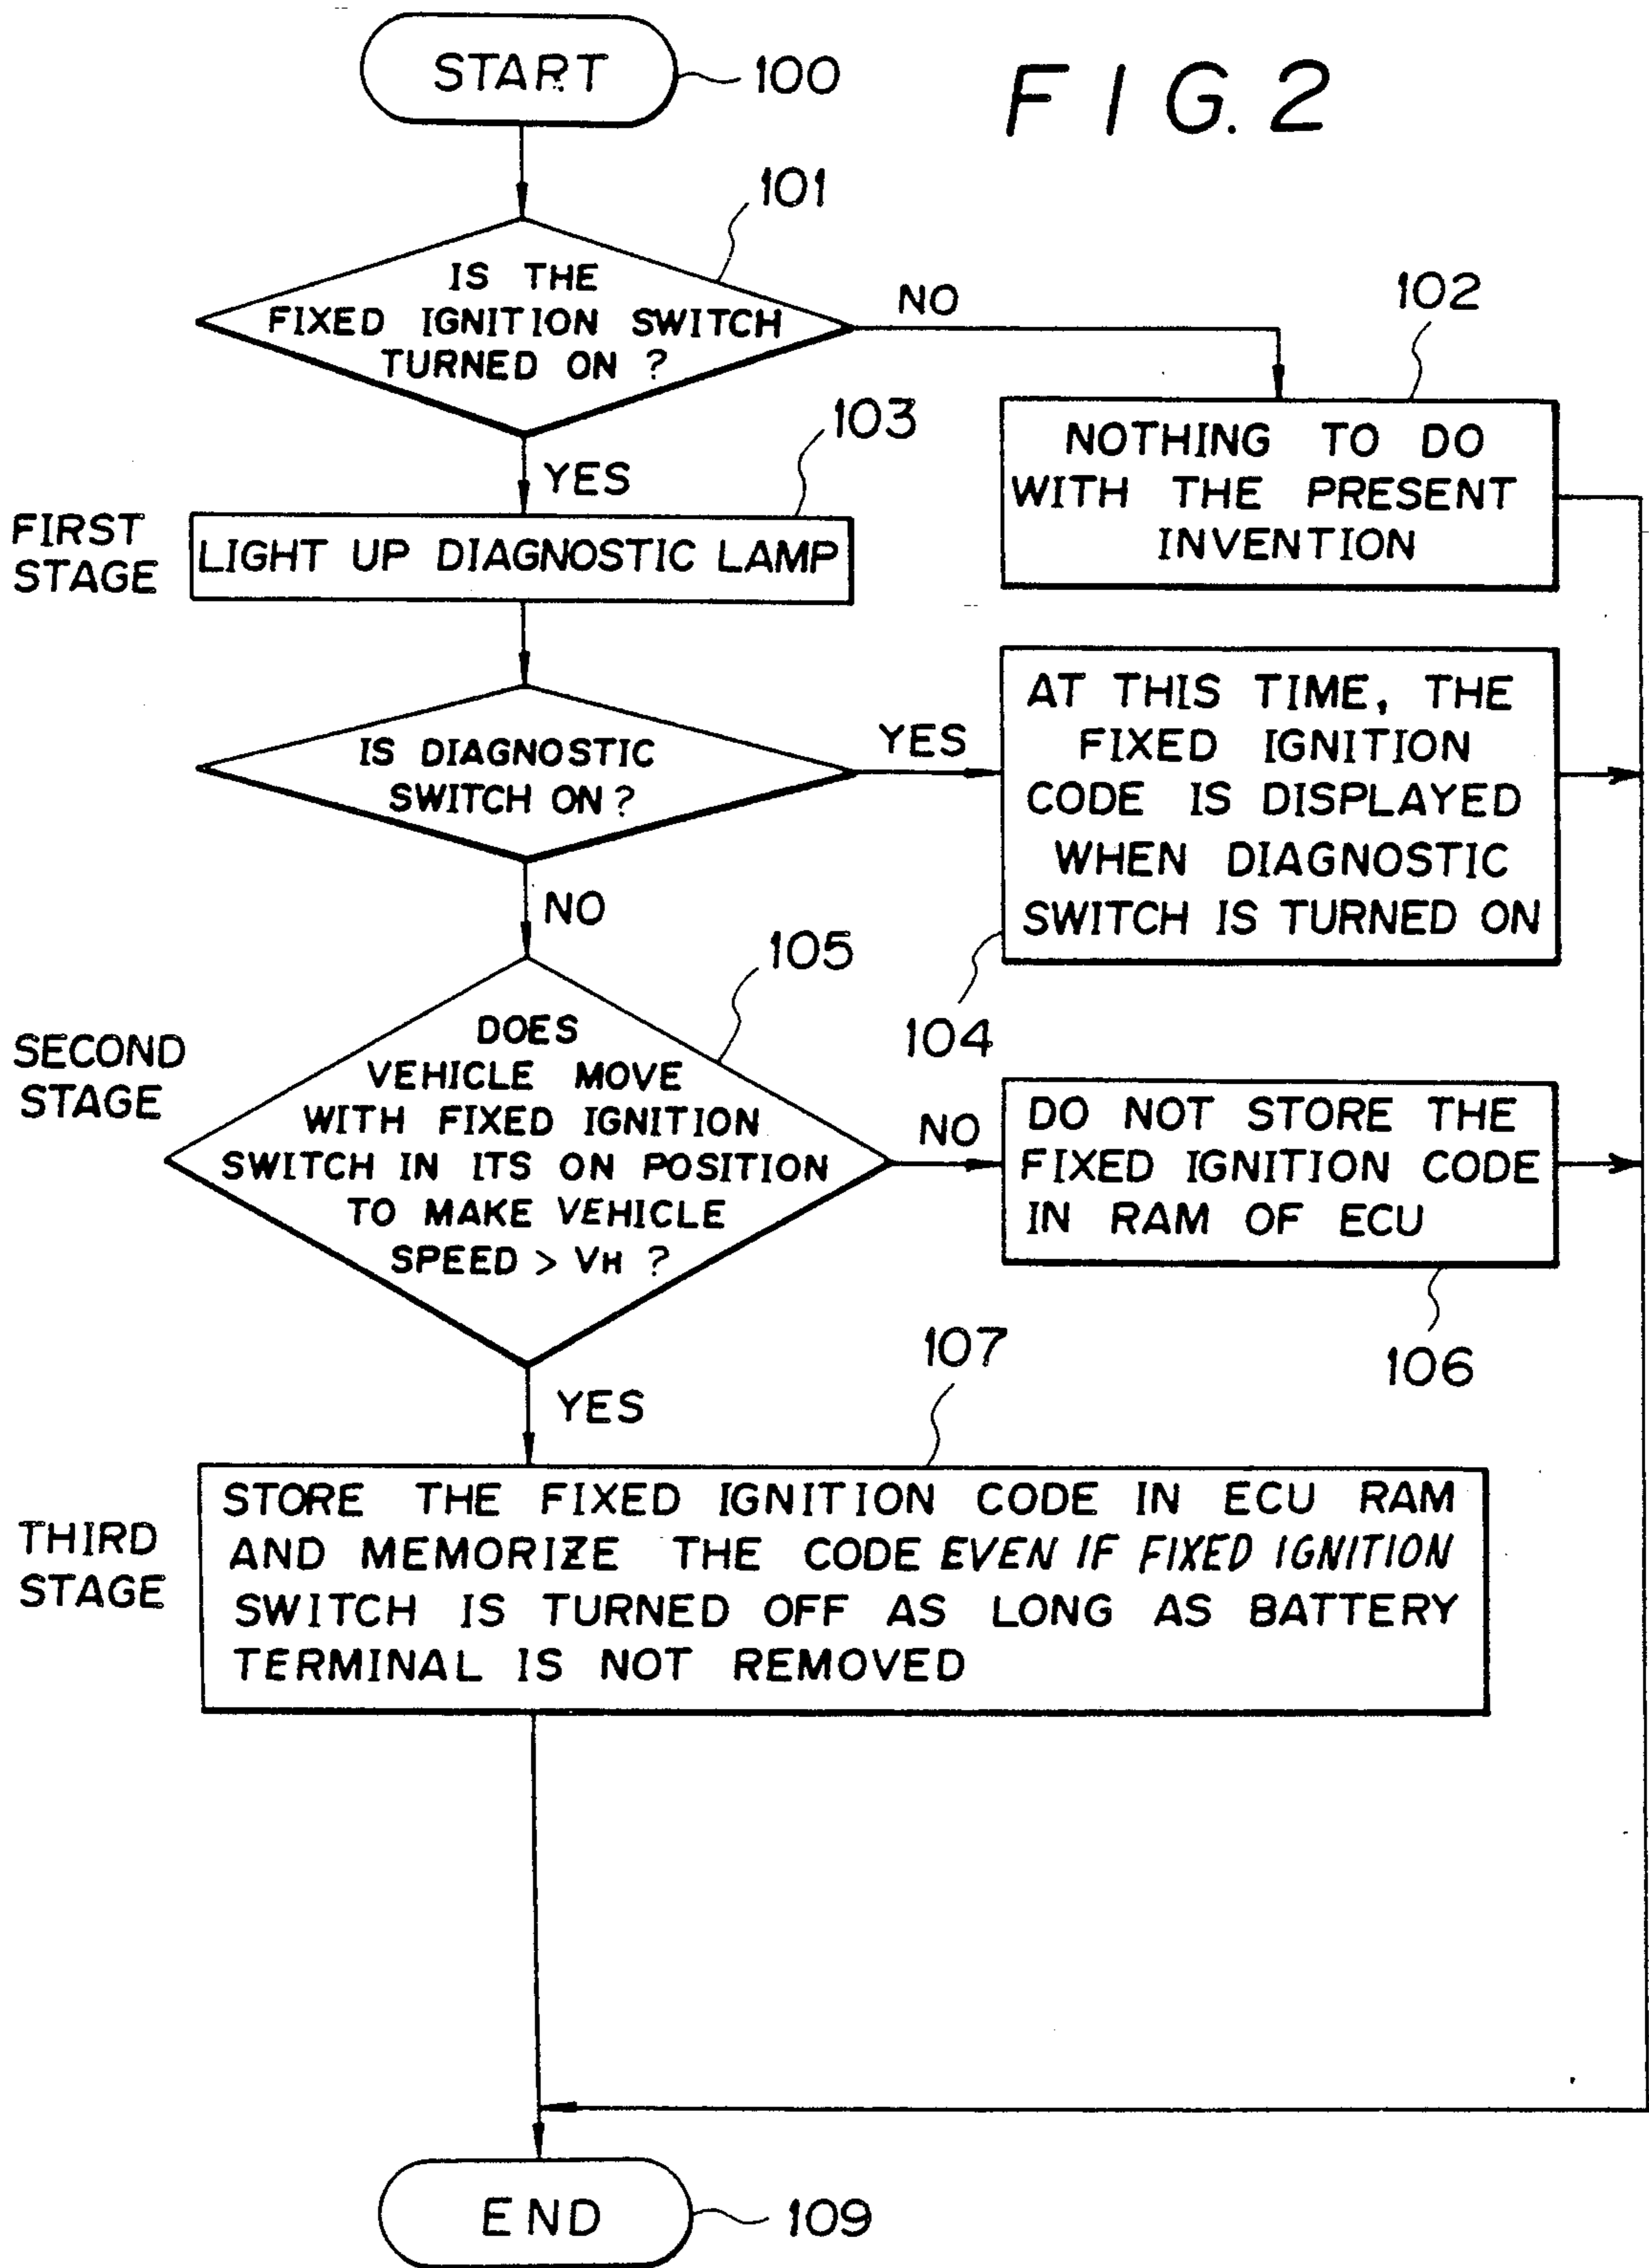 START
100
FIG. 2
101
IS THE
FIXED IGNITION SWITCH
TURNED ON ?
NO
102
NOTHING TO DO
WITH THE PRESENT
INVENTION
YES
103
FIRST
STAGE
LIGHT UP DIAGNOSTIC LAMP
IS DIAGNOSTIC
SWITCH ON ?
YES
AT THIS TIME, THE
FIXED IGNITION
CODE IS DISPLAYED
WHEN DIAGNOSTIC
SWITCH IS TURNED ON
104
NO
105
SECOND
STAGE
DOES
VEHICLE MOVE
WITH FIXED IGNITION
SWITCH IN ITS ON POSITION
TO MAKE VEHICLE
SPEED > VH ?
NO
DO NOT STORE THE
FIXED IGNITION CODE
IN RAM OF ECU
106
YES
107
THIRD
STAGE
STORE THE FIXED IGNITION CODE IN ECU RAM
AND MEMORIZE THE CODE EVEN IF FIXED IGNITION
SWITCH IS TURNED OFF AS LONG AS BATTERY
TERMINAL IS NOT REMOVED
END
109